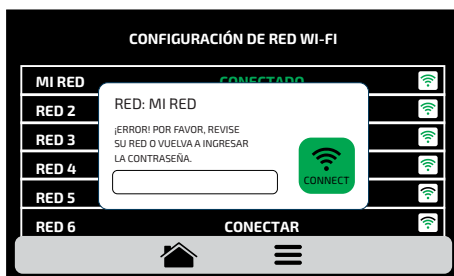 CONFIGURACIÓN DE RED WI-FI
MI RED CONECTADO
RED 2
RED 3
RED 4
RED 5
RED 6 CONECTAR
RED: MI RED
¡ERROR! POR FAVOR, REVISE
SU RED O VUELVA A INGRESAR
LA CONTRASEÑA.
CONNECT